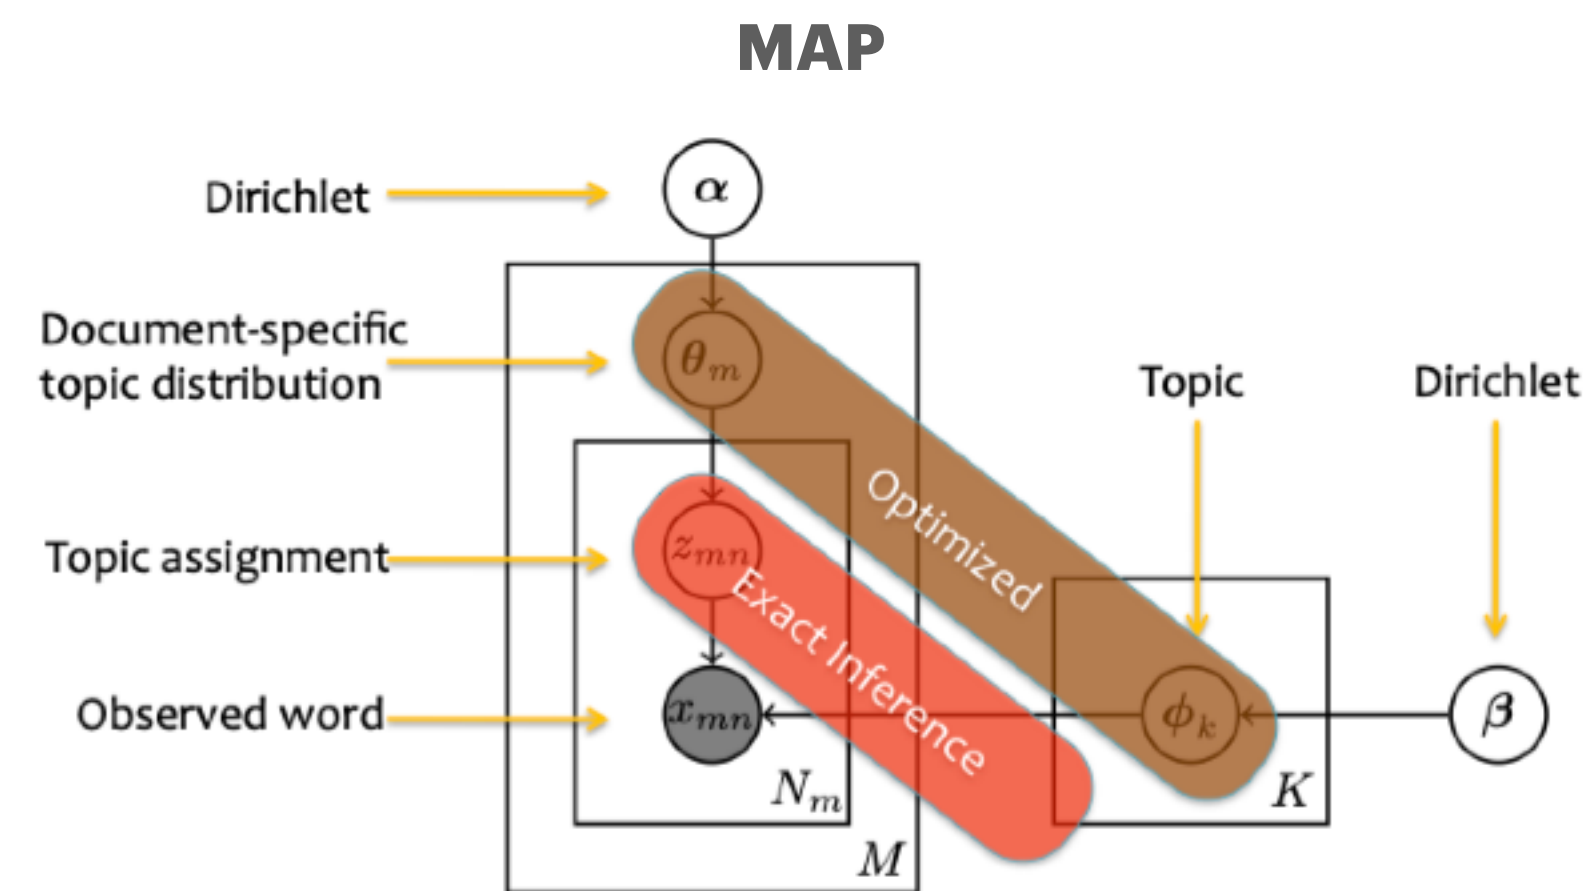 MAP
Dirichlet
α
Document-specific
topic distribution
θm
Topic
Dirichlet
Optimized
Topic assignment
zmn
Exact Inference
Observed word
xmn
ϕk
β
Nm
K
M